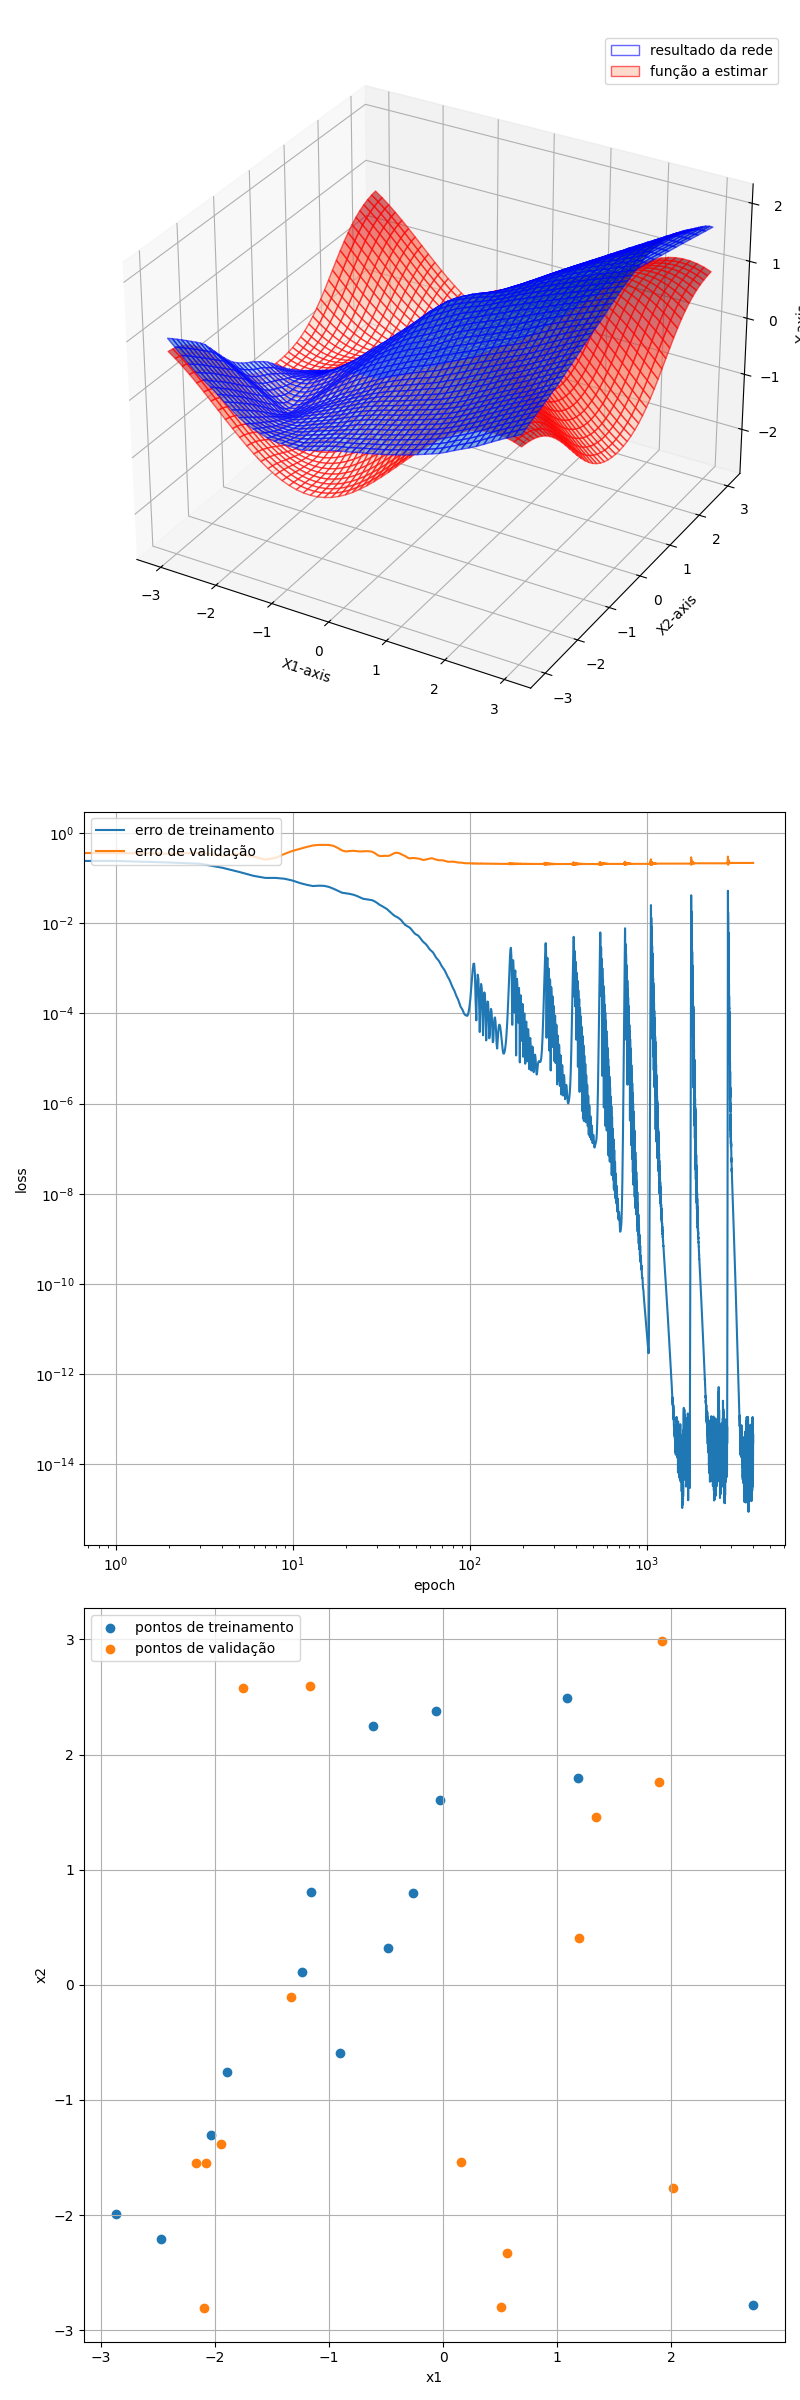 resultado da rede
função a estimar
2
1
0
−1
−2
3
2
1
0
−1
−2
−3
X2-axis
−3
−2
−1
0
1
2
3
X1-axis
erro de treinamento
erro de validação
10^0
10^−2
10^−4
10^−6
10^−8
10^−10
10^−12
10^−14
loss
10^0 10^1 10^2 10^3
epoch
pontos de treinamento
pontos de validação
3
2
1
0
−1
−2
−3
x2
−3 −2 −1 0 1 2
x1